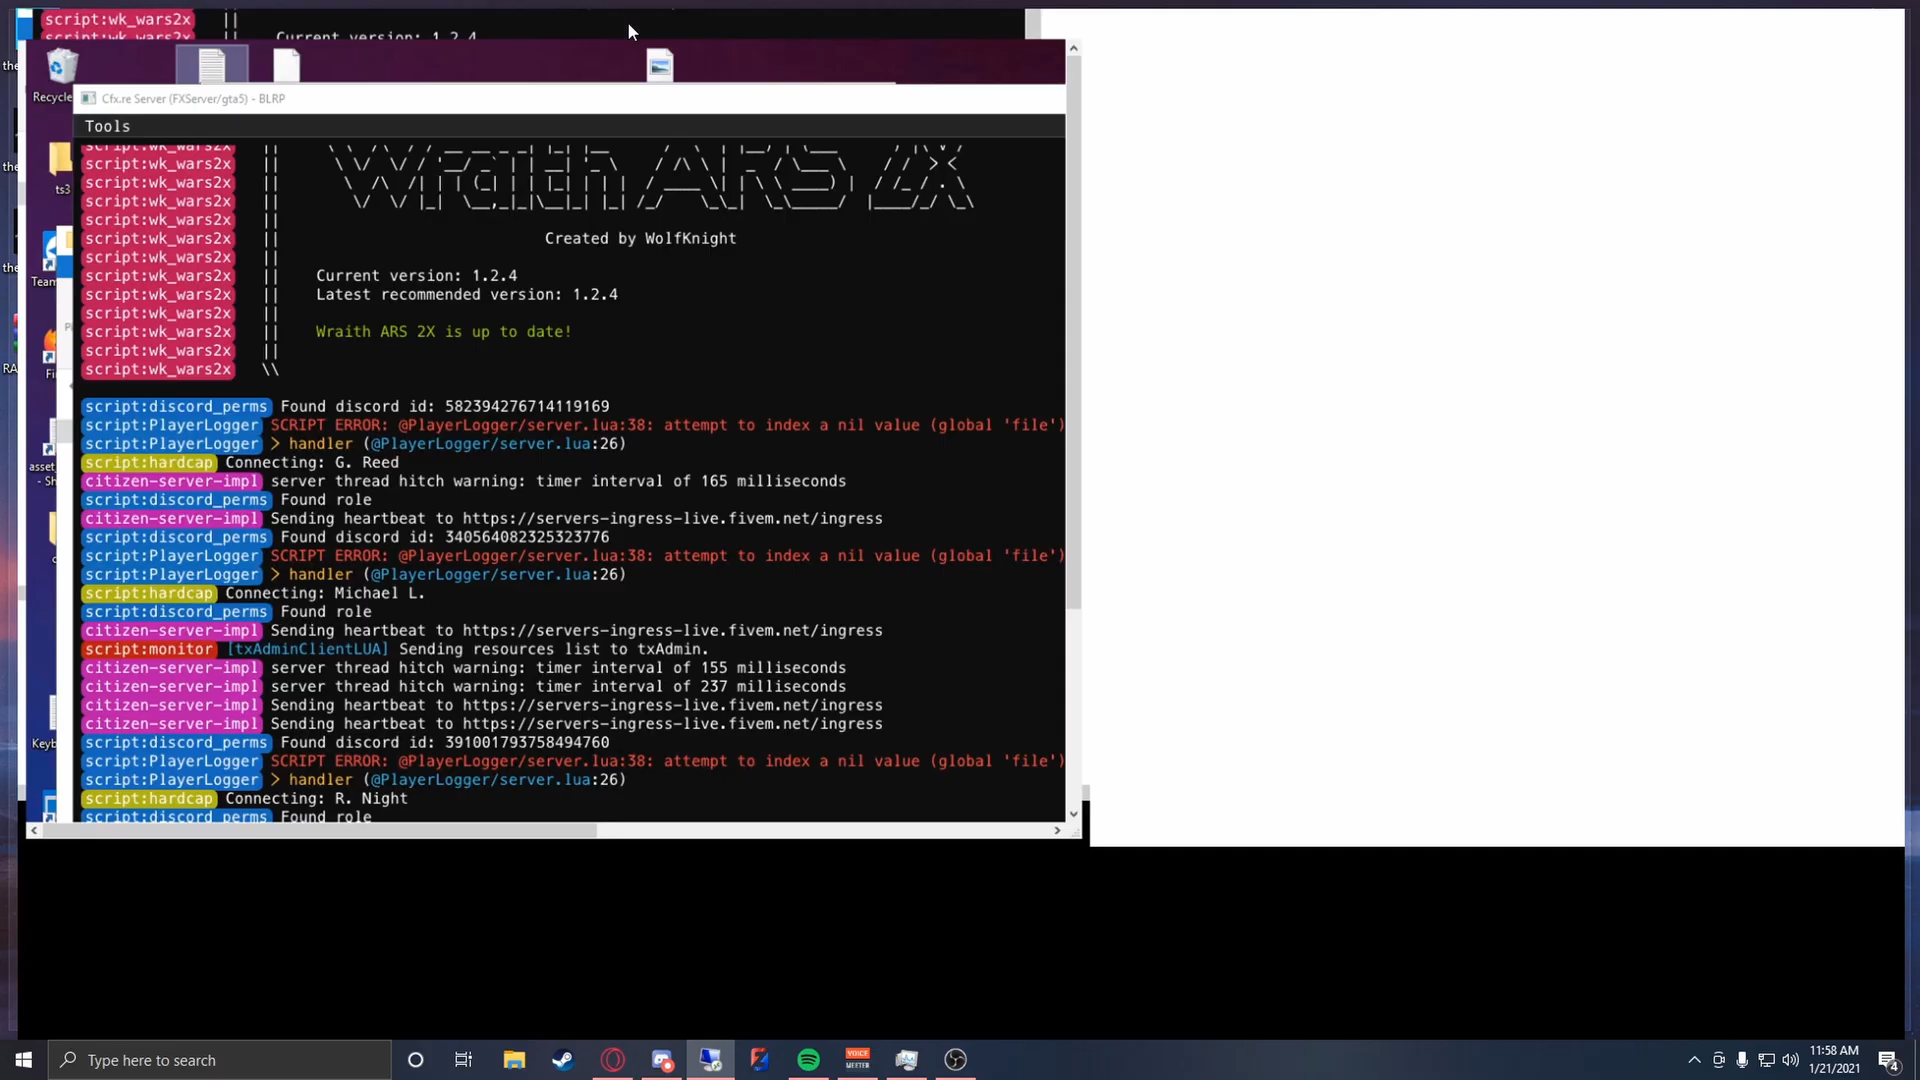 script:wk_wars2x ||
script:wk_wars2x || Current version: 1.2.4
the
Recycle
Cfx.re Server (FXServer/gta5) - BLRP
Tools
script:wk_wars2x
script:wk_wars2x ||
script:wk_wars2x ||
script:wk_wars2x ||
script:wk_wars2x ||
script:wk_wars2x || Created by WolfKnight
script:wk_wars2x ||
script:wk_wars2x || Current version: 1.2.4
script:wk_wars2x || Latest recommended version: 1.2.4
script:wk_wars2x ||
script:wk_wars2x || Wraith ARS 2X is up to date!
script:wk_wars2x ||
script:wk_wars2x \\
the
ts3
the
Team
RA
Fi
asset_
- Sh
Keyb
script:discord_perms Found discord id: 582394276714119169
script:PlayerLogger SCRIPT ERROR: @PlayerLogger/server.lua:38: attempt to index a nil value (global 'file')
script:PlayerLogger > handler (@PlayerLogger/server.lua:26)
script:hardcap Connecting: G. Reed
citizen-server-impl server thread hitch warning: timer interval of 165 milliseconds
script:discord_perms Found role
citizen-server-impl Sending heartbeat to https://servers-ingress-live.fivem.net/ingress
script:discord_perms Found discord id: 340564082325323776
script:PlayerLogger SCRIPT ERROR: @PlayerLogger/server.lua:38: attempt to index a nil value (global 'file')
script:PlayerLogger > handler (@PlayerLogger/server.lua:26)
script:hardcap Connecting: Michael L.
script:discord_perms Found role
citizen-server-impl Sending heartbeat to https://servers-ingress-live.fivem.net/ingress
script:monitor [txAdminClientLUA] Sending resources list to txAdmin.
citizen-server-impl server thread hitch warning: timer interval of 155 milliseconds
citizen-server-impl server thread hitch warning: timer interval of 237 milliseconds
citizen-server-impl Sending heartbeat to https://servers-ingress-live.fivem.net/ingress
citizen-server-impl Sending heartbeat to https://servers-ingress-live.fivem.net/ingress
script:discord_perms Found discord id: 391001793758494760
script:PlayerLogger SCRIPT ERROR: @PlayerLogger/server.lua:38: attempt to index a nil value (global 'file')
script:PlayerLogger > handler (@PlayerLogger/server.lua:26)
script:hardcap Connecting: R. Night
script:discord_perms Found role
Type here to search
VOICE
MEETER
11:58 AM
1/21/2021
4